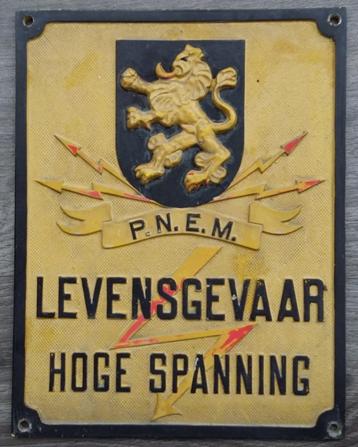 P.N.E.M.
LEVENSGEVAAR
HOGE SPANNING